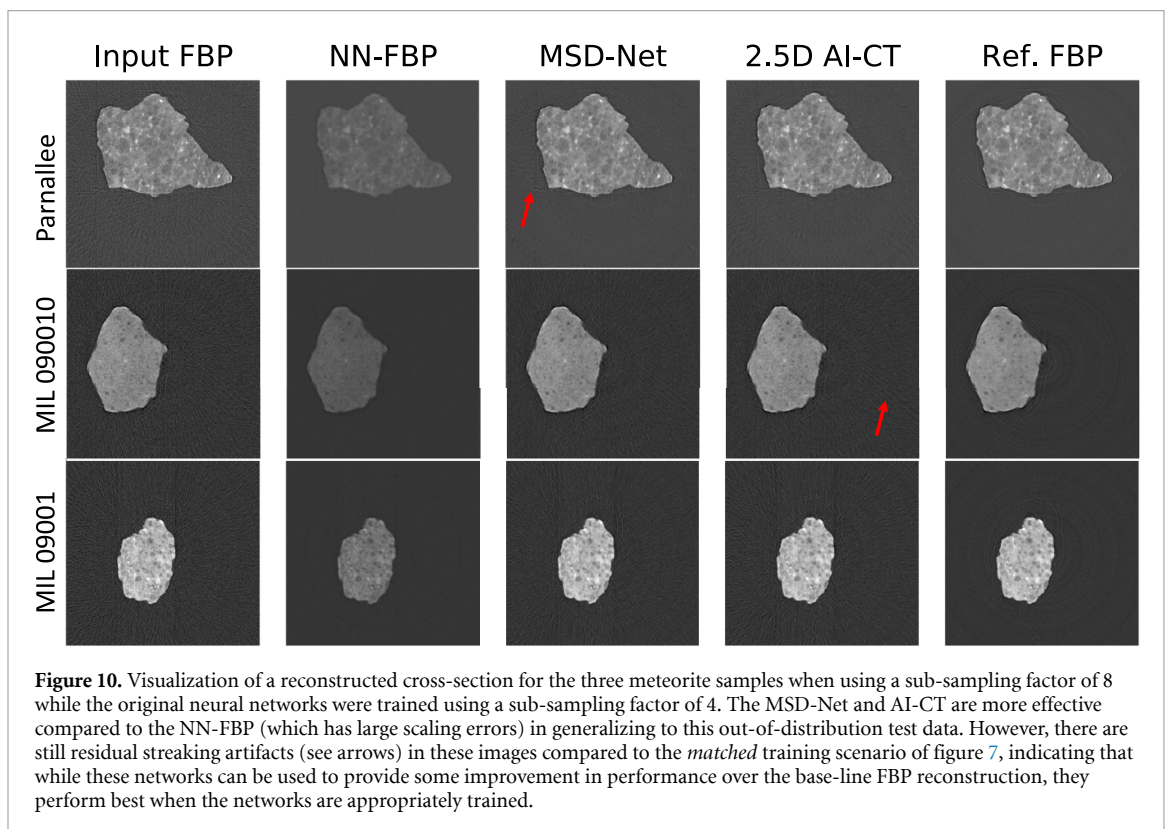 Input FBP NN-FBP MSD-Net 2.5D AI-CT Ref. FBP
Parnallee
MIL 090010
MIL 09001
Figure 10. Visualization of a reconstructed cross-section for the three meteorite samples when using a sub-sampling factor of 8
while the original neural networks were trained using a sub-sampling factor of 4. The MSD-Net and AI-CT are more effective
compared to the NN-FBP (which has large scaling errors) in generalizing to this out-of-distribution test data. However, there are
still residual streaking artifacts (see arrows) in these images compared to the matched training scenario of figure 7, indicating that
while these networks can be used to provide some improvement in performance over the base-line FBP reconstruction, they
perform best when the networks are appropriately trained.